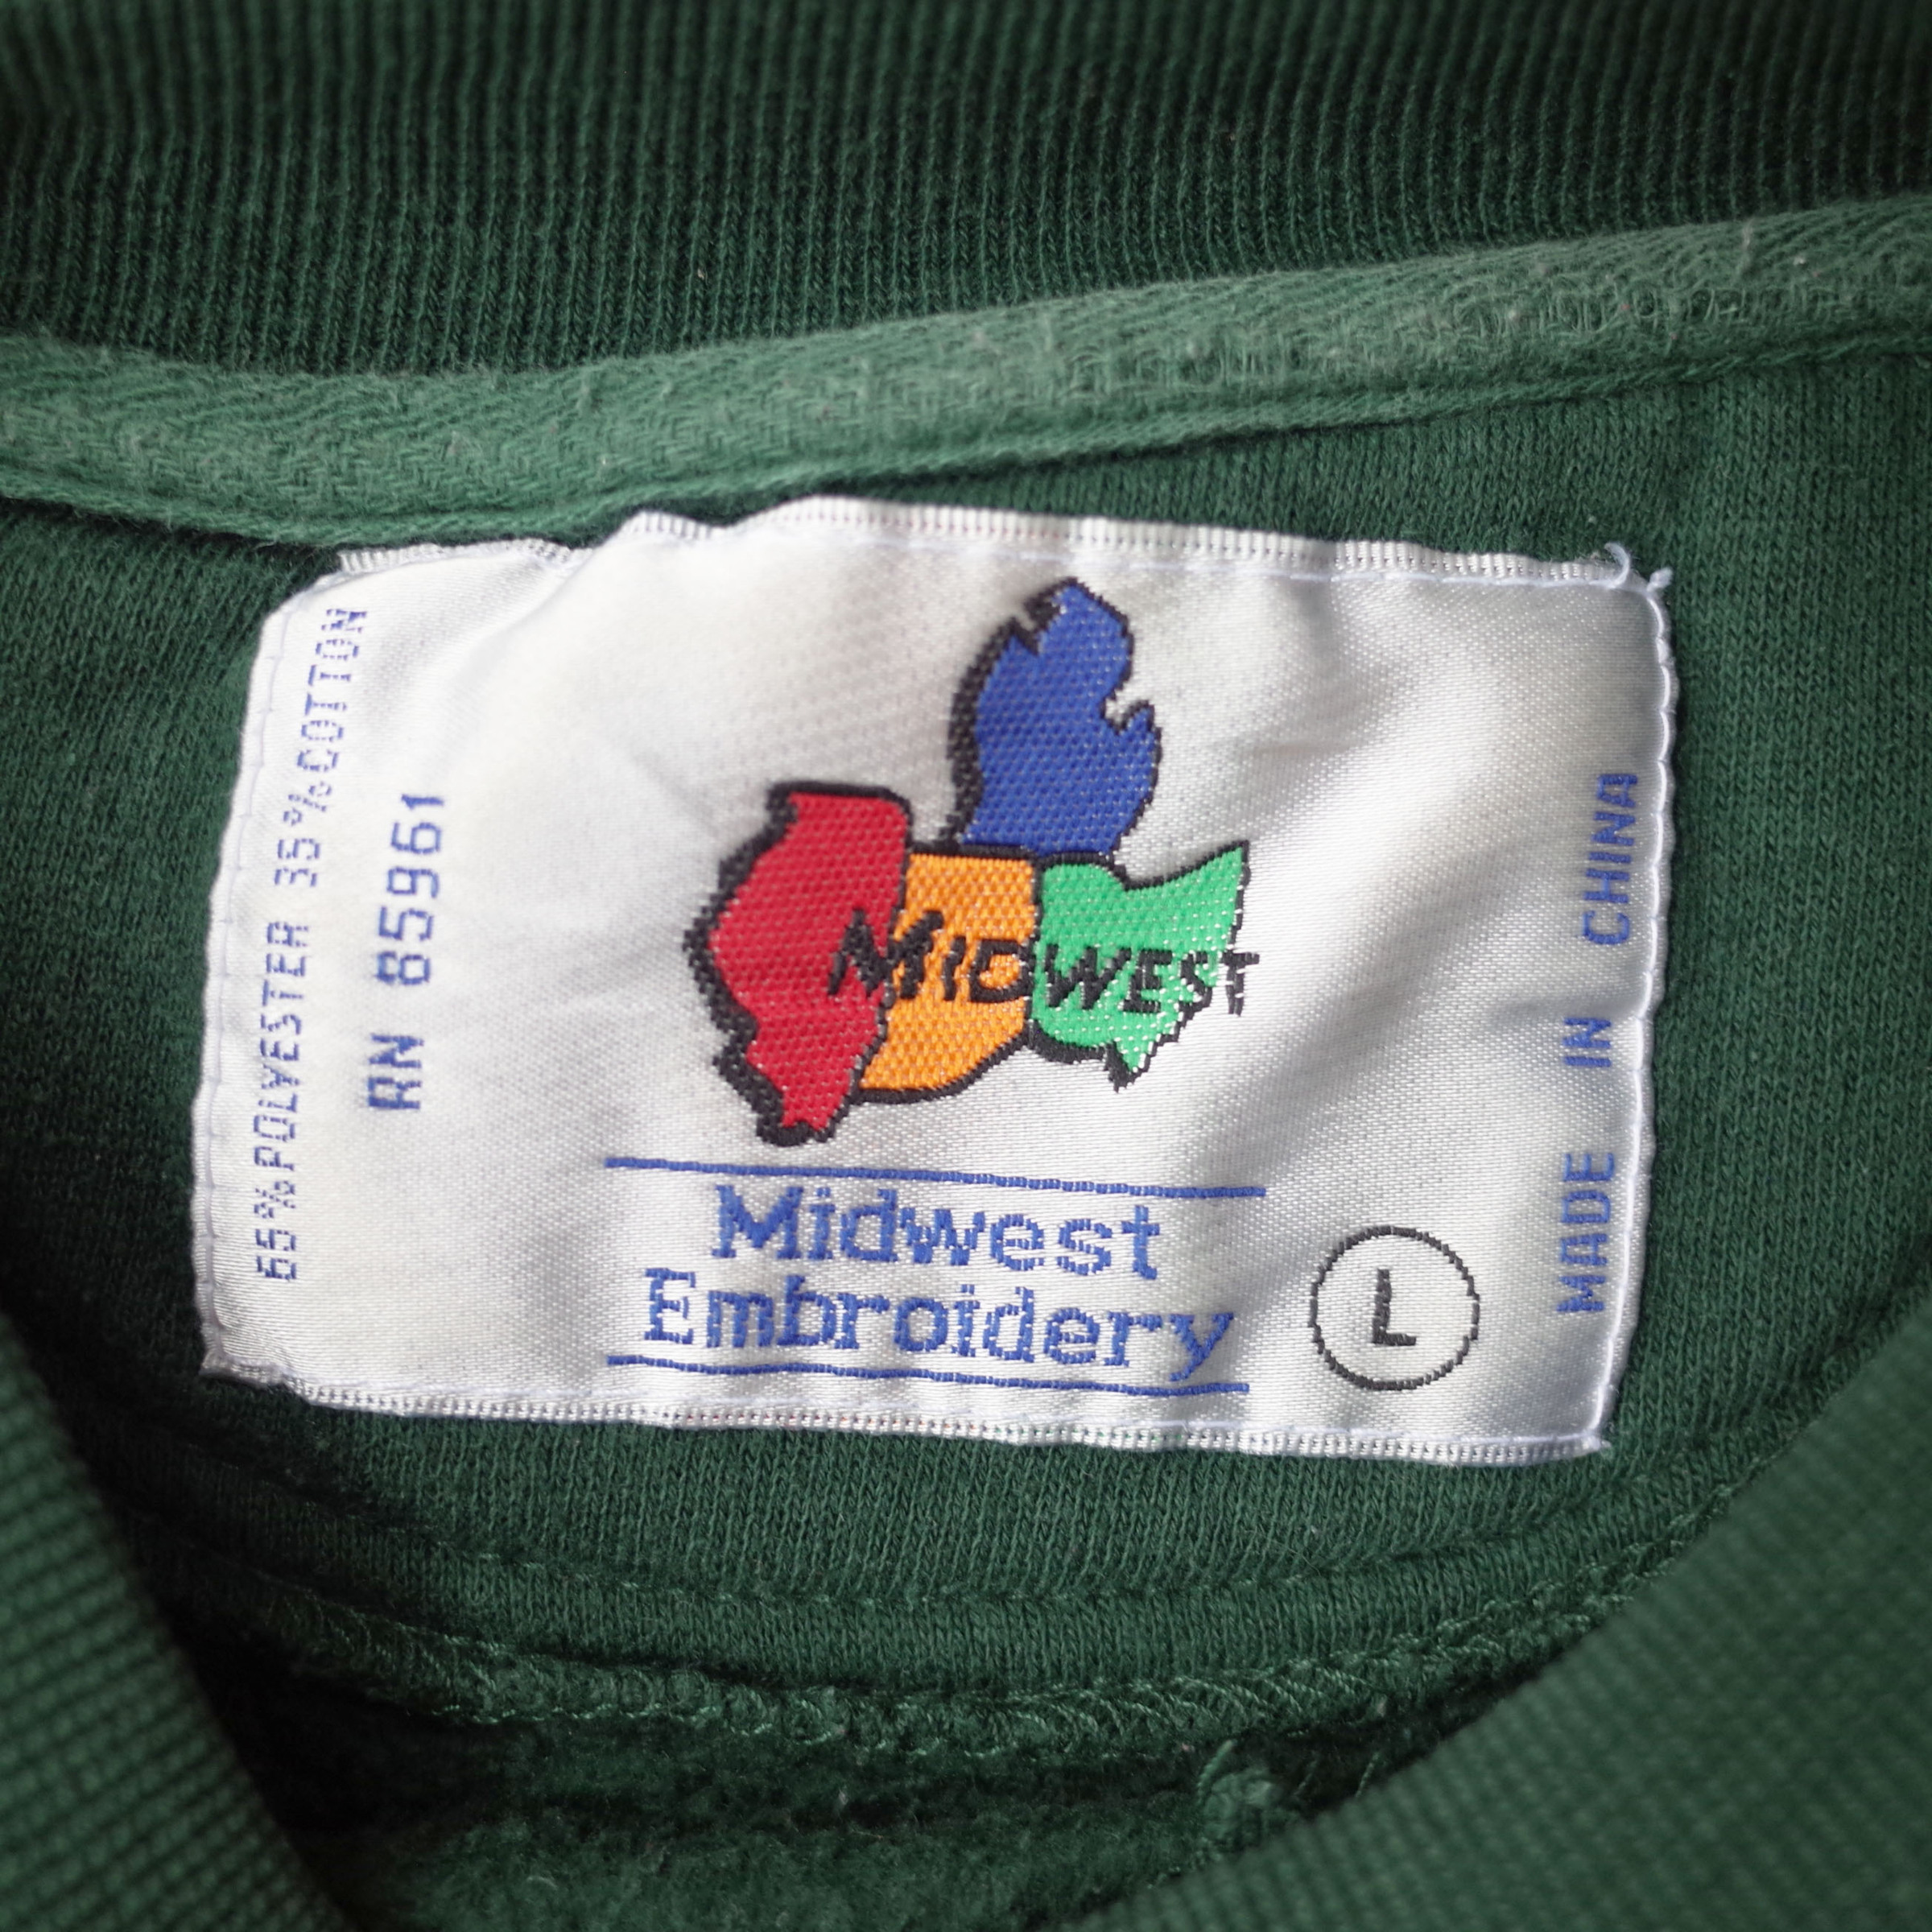 65% POLYESTER 35% COTTON
RN 85961
MIDWEST
Midwest
Embroidery
L
MADE IN CHINA